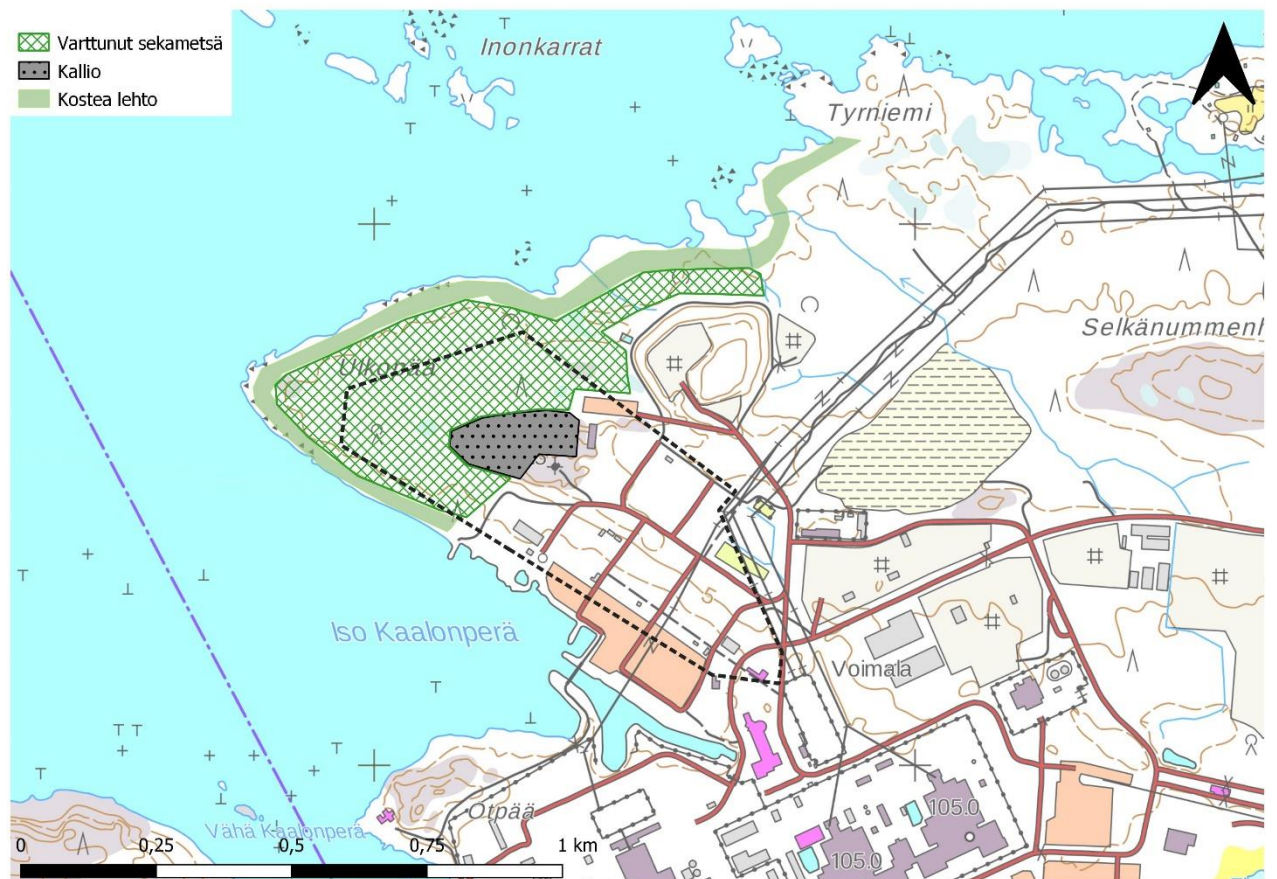 Varttunut sekametsä
Kallio
Kostea lehto
Inonkarrat
Tyrniemi
Selkänummenh
Ulkopää
5
Iso Kaalonperä
Voimala
Otpää
105.0
105.0
Vähä Kaalonperä
0 0,25 0,5 0,75 1 km